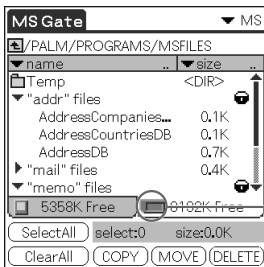 MS Gate ▼ MS
/PALM/PROGRAMS/MSFILES
▼name .. ▼size ..
Temp <DIR>
▼ "addr" files
AddressCompanies... 0.1K
AddressCountriesDB 0.1K
AddressDB 0.7K
▶ "mail" files 0.4K
▼ "memo" files
5358K Free 8192K Free
SelectAll select:0 size:0.0K
ClearAll COPY MOVE DELETE